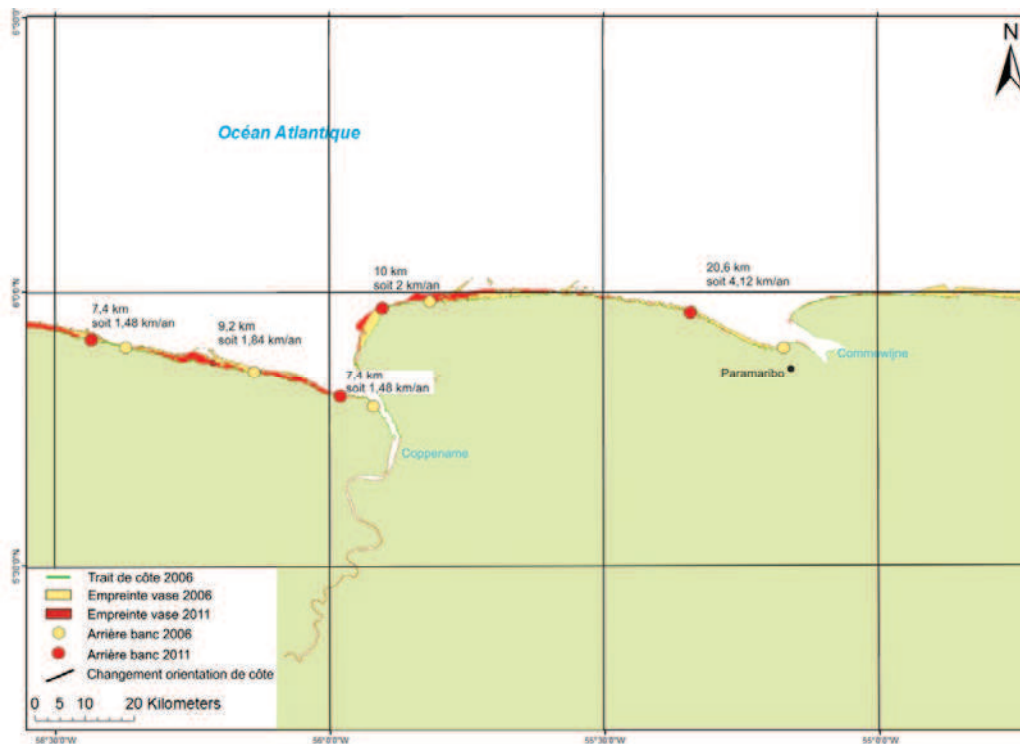 N
Océan Atlantique
10 km
soit 2 km/an
20,6 km
soit 4,12 km/an
6°0'0"N
7,4 km
soit 1,48 km/an
9,2 km
soit 1,84 km/an
7,4 km
soit 1,48 km/an
Commewijne
Paramaribo
Coppename
5°30'0"N
Trait de côte 2006
Empreinte vase 2006
Empreinte vase 2011
Arrière banc 2006
Arrière banc 2011
Changement orientation de côte
0 5 10 20 Kilometers
56°30'0"W
56°0'0"W
55°30'0"W
55°0'0"W